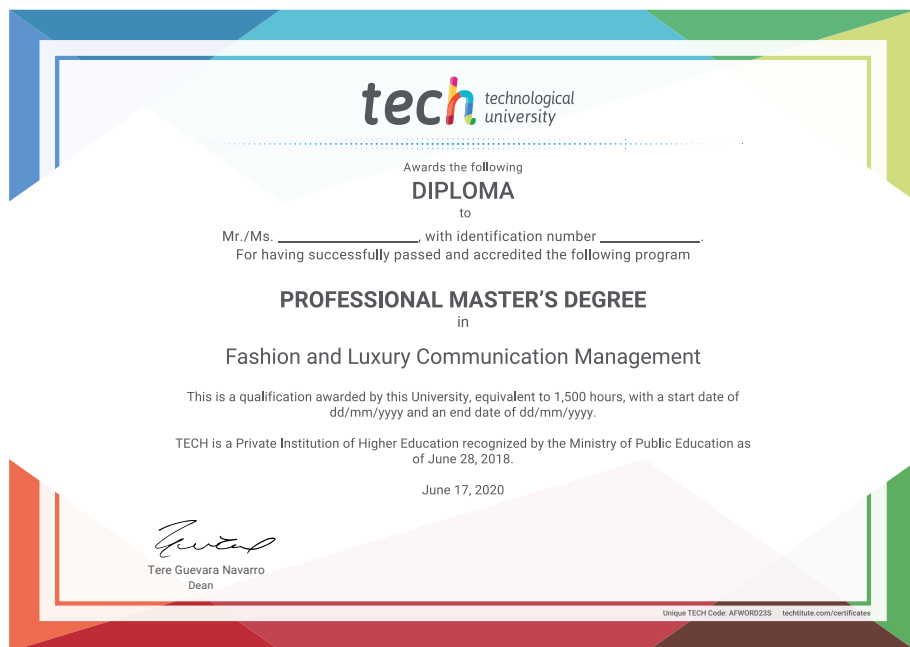 tech technological
university
Awards the following
DIPLOMA
to
Mr./Ms. ________________, with identification number ____________.
For having successfully passed and accredited the following program
PROFESSIONAL MASTER'S DEGREE
in
Fashion and Luxury Communication Management
This is a qualification awarded by this University, equivalent to 1,500 hours, with a start date of
dd/mm/yyyy and an end date of dd/mm/yyyy.
TECH is a Private Institution of Higher Education recognized by the Ministry of Public Education as
of June 28, 2018.
June 17, 2020
Tere Guevara Navarro
Dean
Unique TECH Code: AFWORD23S techtitute.com/certificates